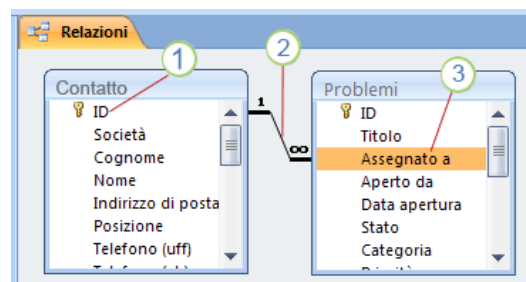 Relazioni
1
2
Contatto
ID
Società
Cognome
Nome
Indirizzo di posta
Posizione
Telefono (uff)
1
∞
3
Problemi
ID
Titolo
Assegnato a
Aperto da
Data apertura
Stato
Categoria